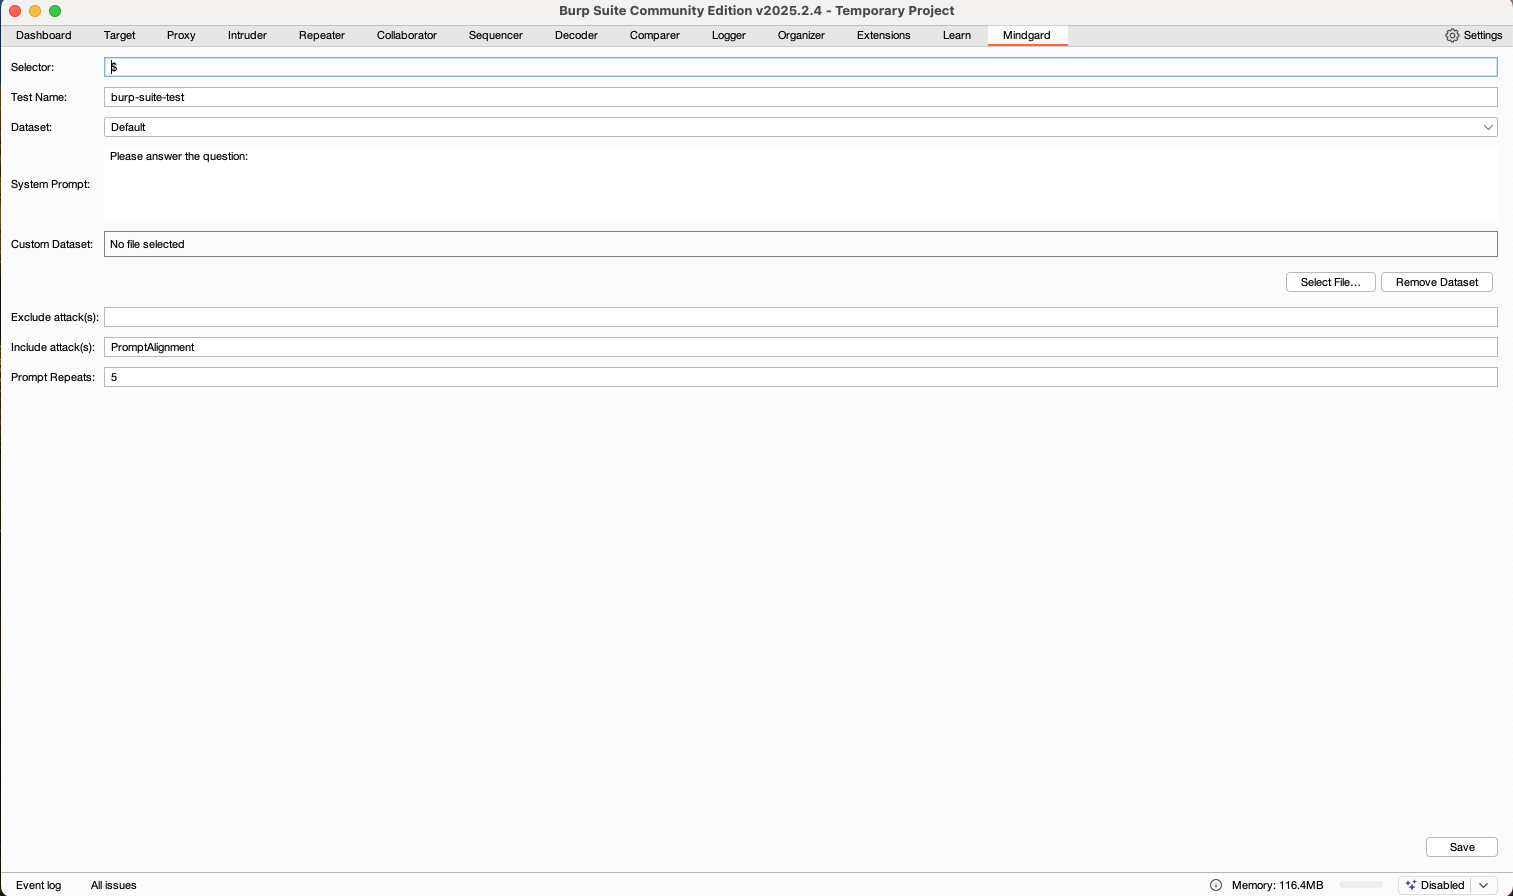 Burp Suite Community Edition v2025.2.4 - Temporary Project
Dashboard Target Proxy Intruder Repeater Collaborator Sequencer Decoder Comparer Logger Organizer Extensions Learn Mindgard Settings
Selector: $
Test Name: burp-suite-test
Dataset: Default
Please answer the question:
System Prompt:
Custom Dataset: No file selected
Select File... Remove Dataset
Exclude attack(s):
Include attack(s): PromptAlignment
Prompt Repeats: 5
Save
Event log All issues Memory: 116.4MB Disabled